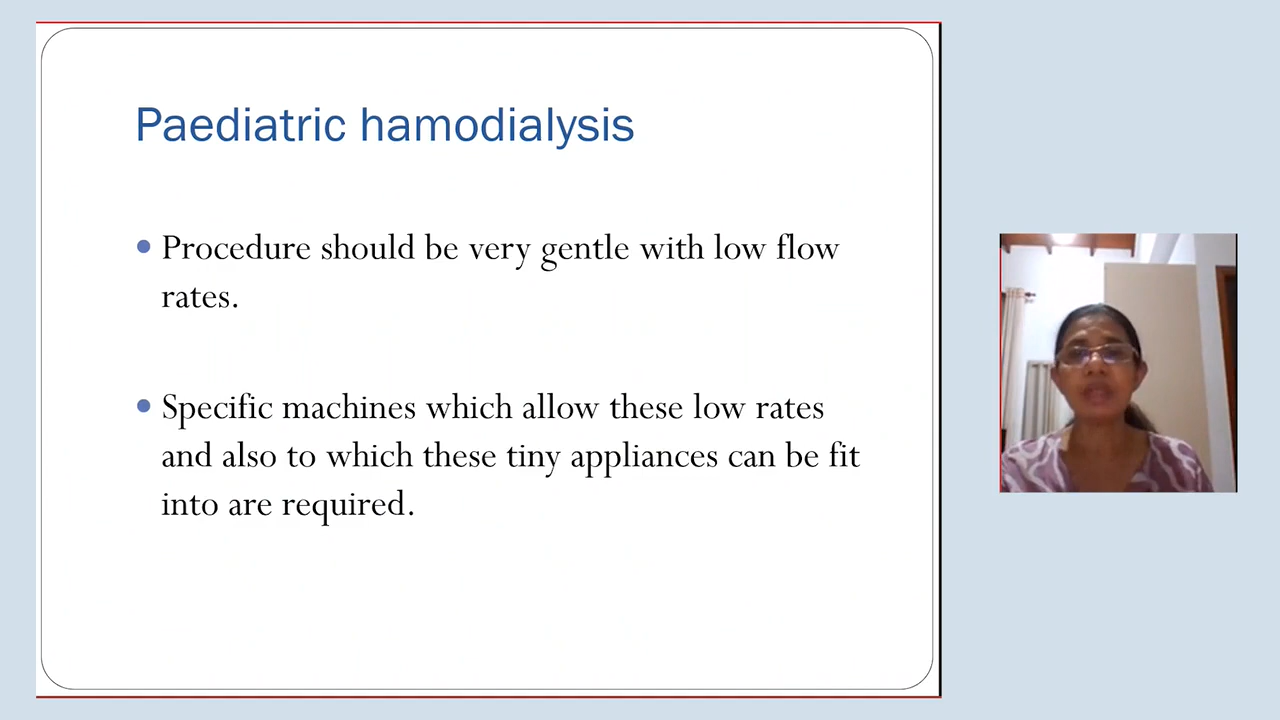 Paediatric hamodialysis
• Procedure should be very gentle with low flow
rates.
• Specific machines which allow these low rates
and also to which these tiny appliances can be fit
into are required.